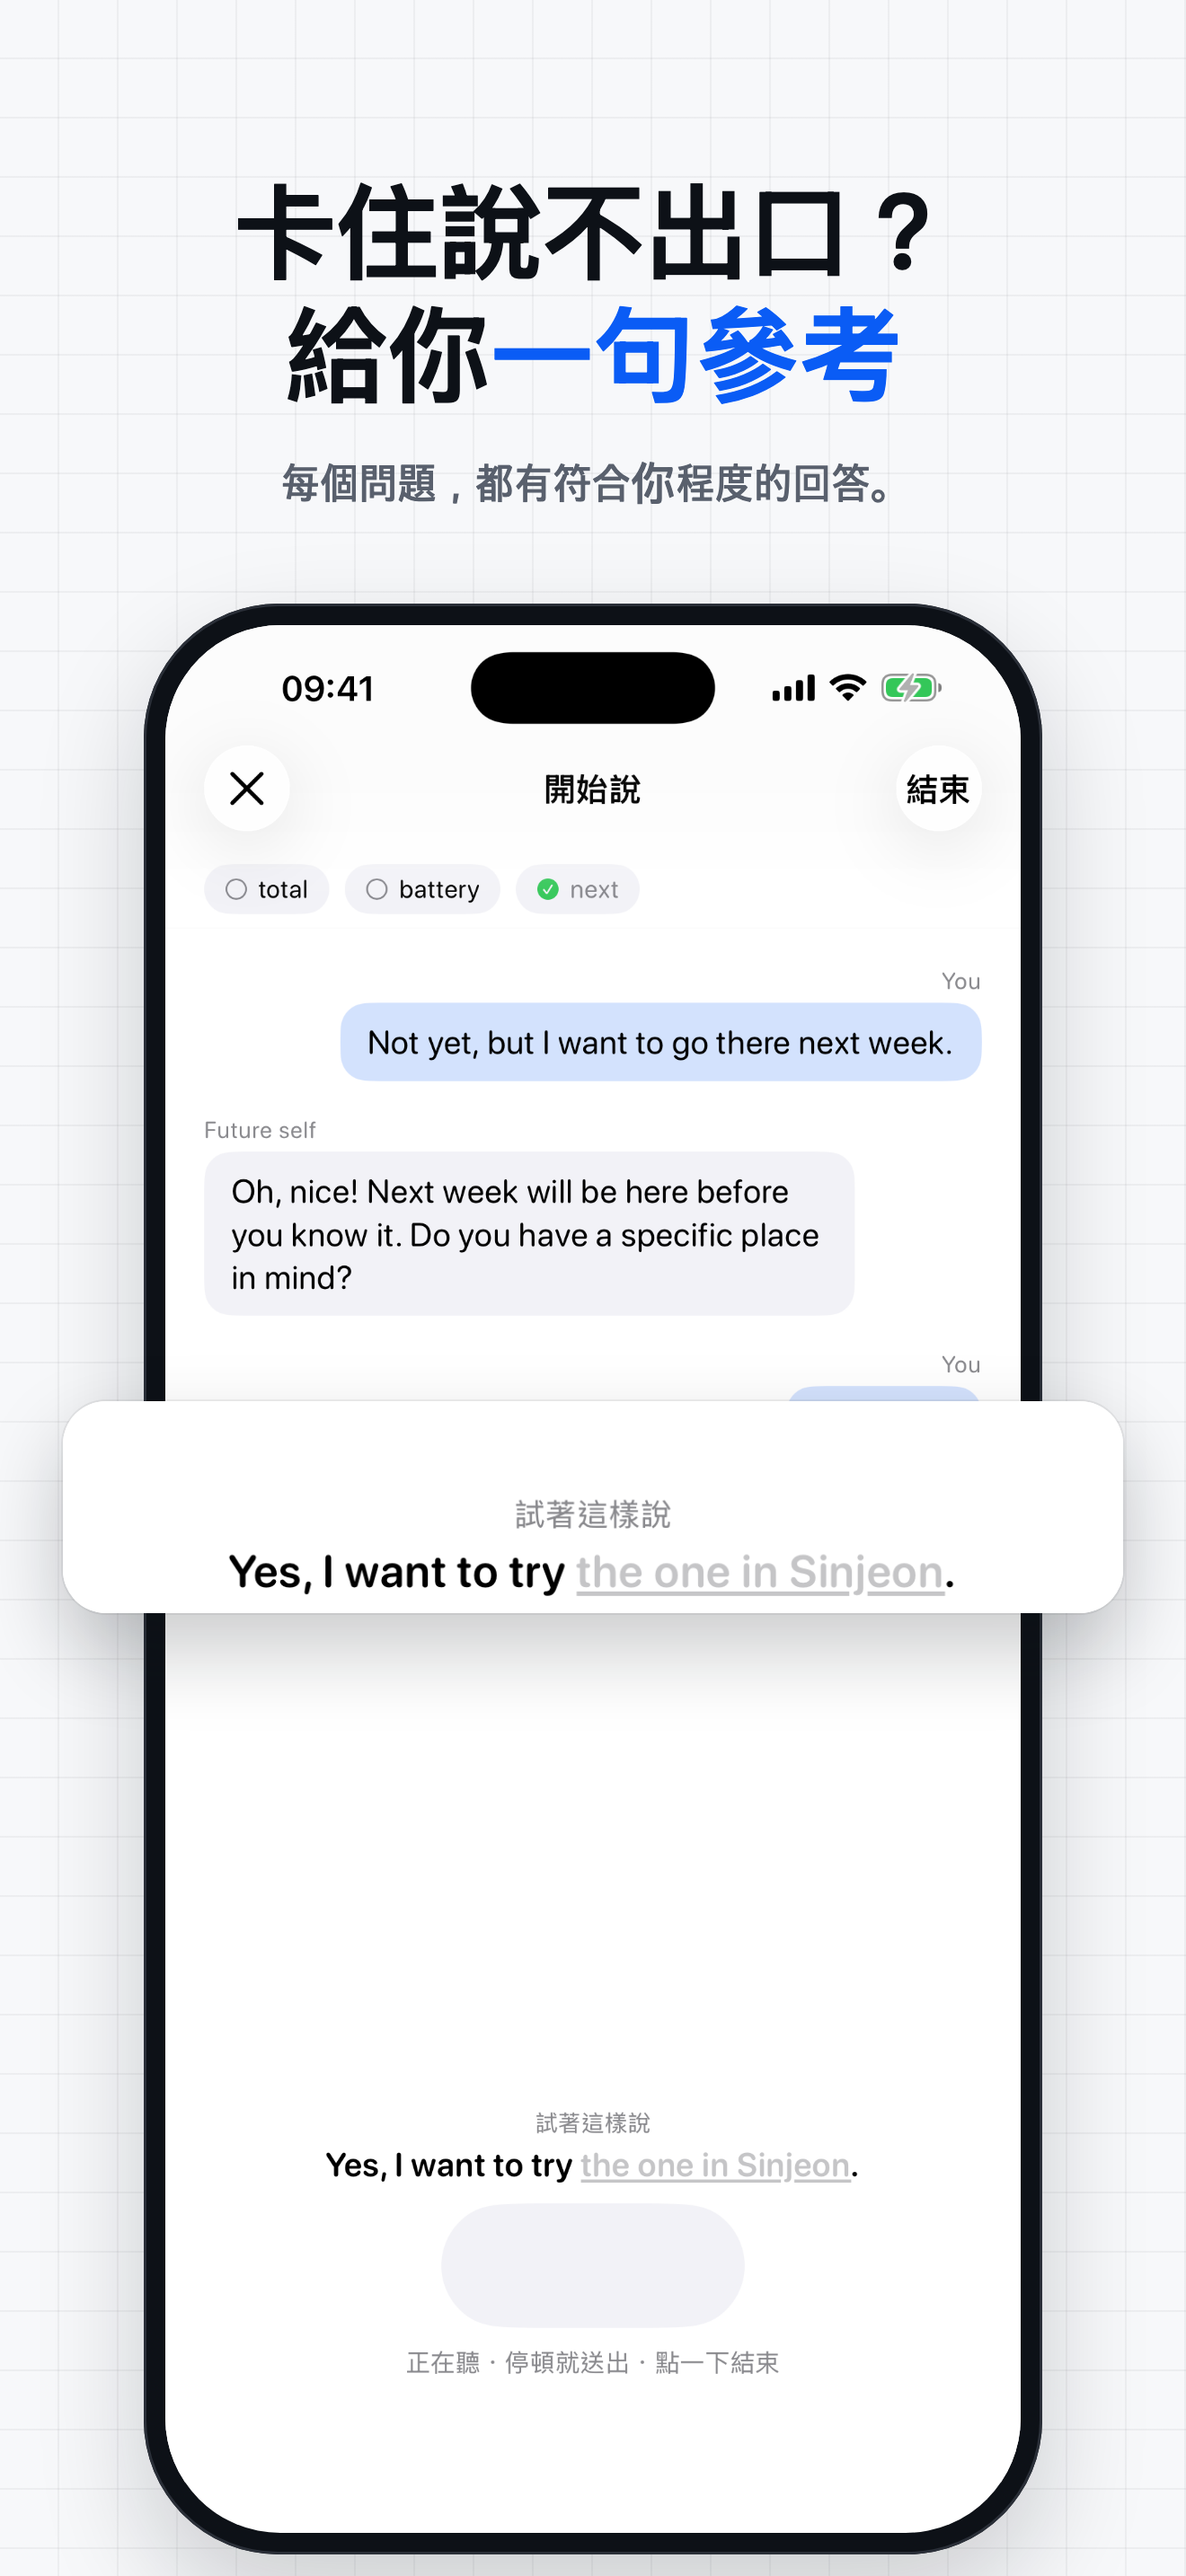 卡住說不出口？
給你一句參考
每個問題，都有符合你程度的回答。
09:41
開始說
結束
total
battery
next
You
Not yet, but I want to go there next week.
Future self
Oh, nice! Next week will be here before
you know it. Do you have a specific place
in mind?
You
試著這樣說
Yes, I want to try the one in Sinjeon.
試著這樣說
Yes, I want to try the one in Sinjeon.
正在聽 · 停頓就送出 · 點一下結束